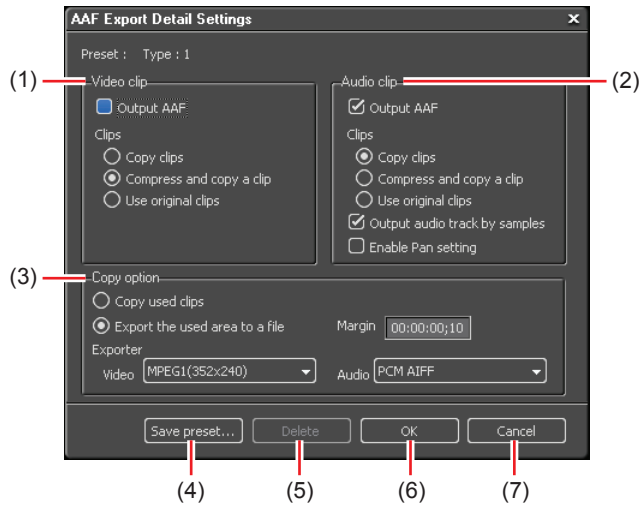 AAF Export Detail Settings
Preset : Type : 1
(1)
Video clip
Output AAF
Clips
Copy clips
Compress and copy a clip
Use original clips
(2)
Audio clip
Output AAF
Clips
Copy clips
Compress and copy a clip
Use original clips
Output audio track by samples
Enable Pan setting
(3)
Copy option
Copy used clips
Export the used area to a file
Margin 00:00:00;10
Exporter
Video MPEG1(352x240)
Audio PCM AIFF
Save preset... Delete OK Cancel
(4) (5) (6) (7)